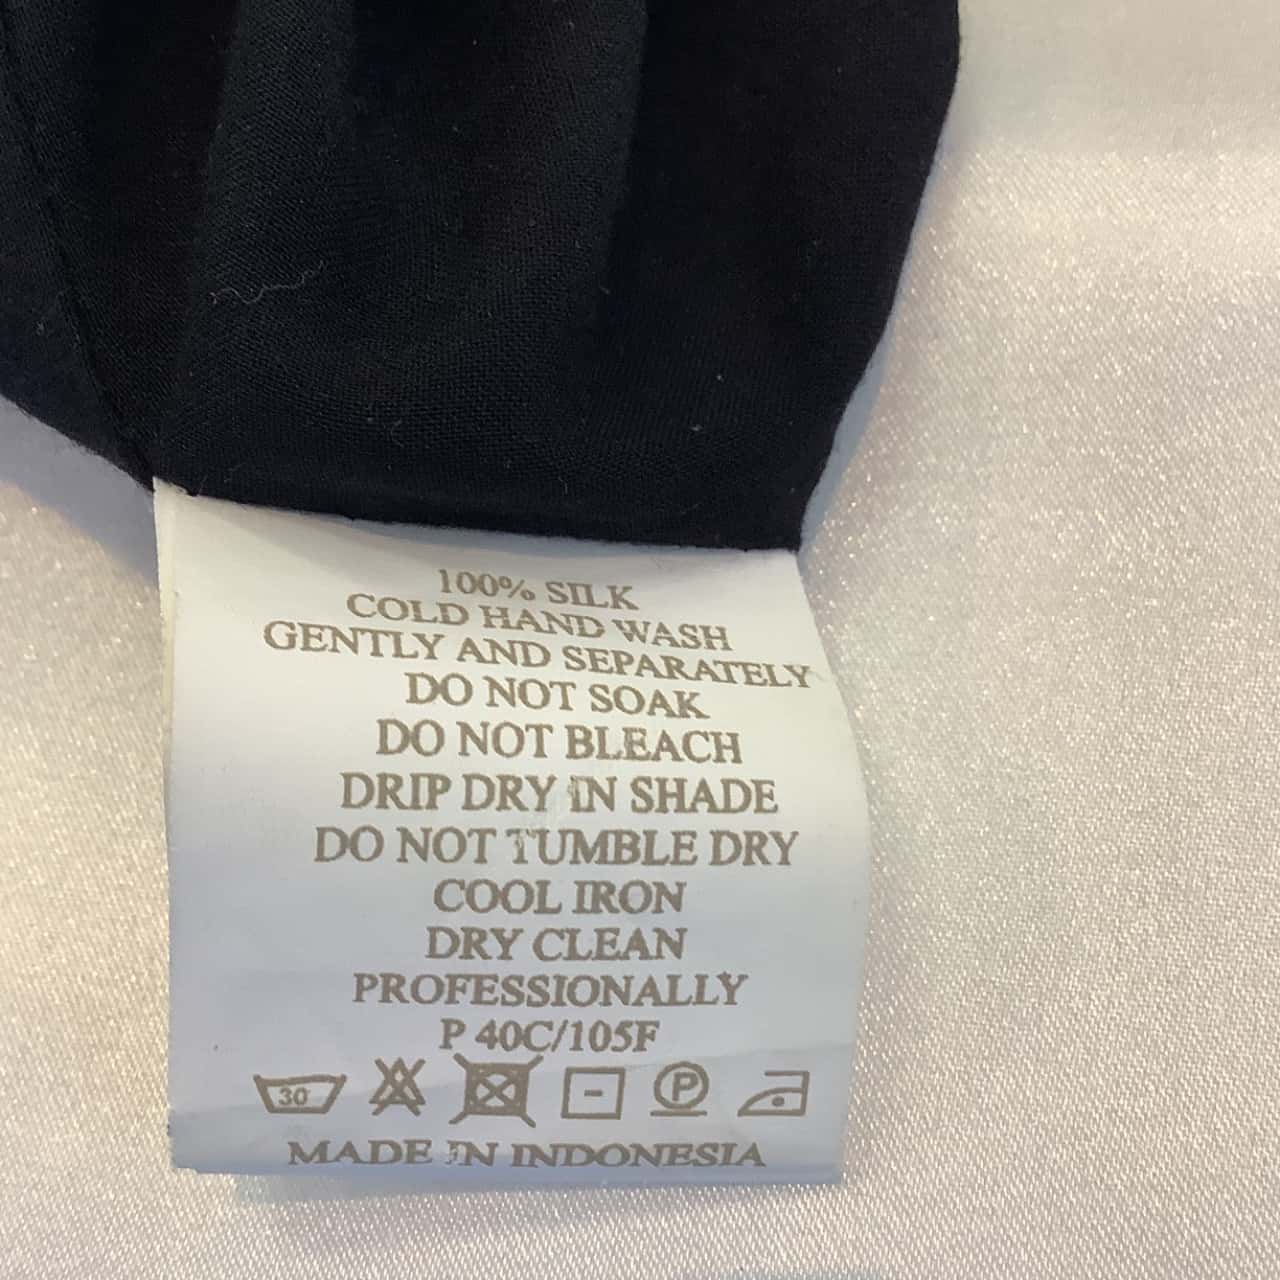 100% SILK
COLD HAND WASH
GENTLY AND SEPARATELY
DO NOT SOAK
DO NOT BLEACH
DRIP DRY IN SHADE
DO NOT TUMBLE DRY
COOL IRON
DRY CLEAN
PROFESSIONALLY
P 40C/105F
30 P
MADE IN INDONESIA